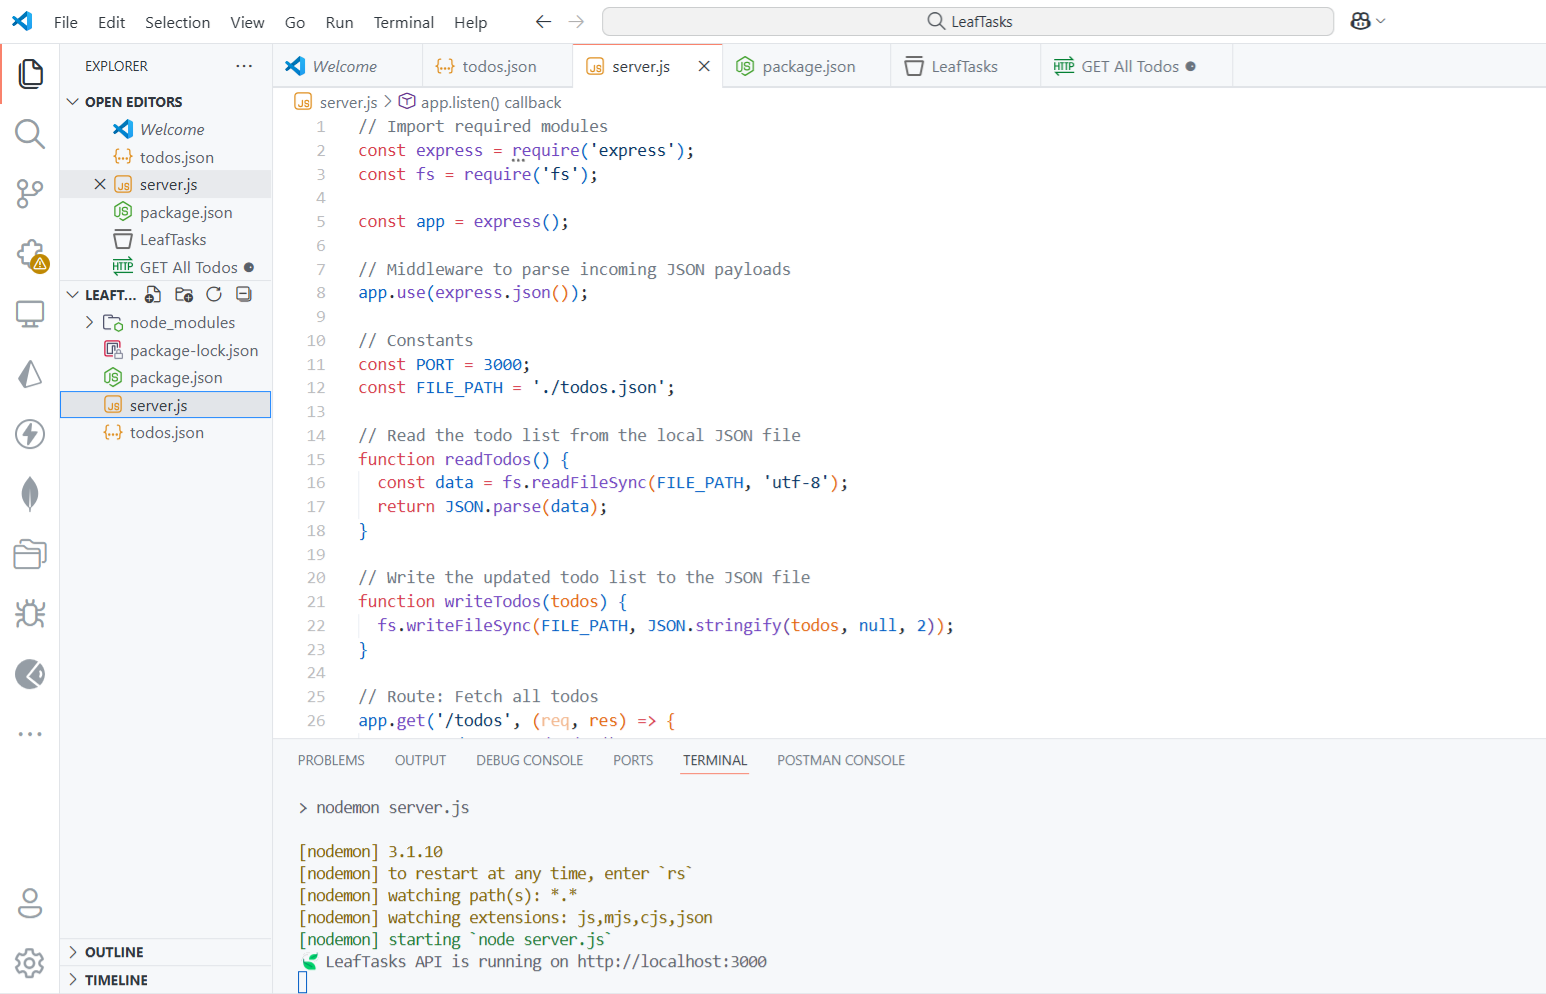 File Edit Selection View Go Run Terminal Help LeafTasks
EXPLORER
OPEN EDITORS
Welcome
todos.json
server.js
package.json
LeafTasks
GET All Todos
LEAFT...
node_modules
package-lock.json
package.json
server.js
todos.json
OUTLINE
TIMELINE
Welcome todos.json server.js package.json LeafTasks GET All Todos
server.js > app.listen() callback
1 // Import required modules
2 const express = require('express');
3 const fs = require('fs');
4
5 const app = express();
6
7 // Middleware to parse incoming JSON payloads
8 app.use(express.json());
9
10 // Constants
11 const PORT = 3000;
12 const FILE_PATH = './todos.json';
13
14 // Read the todo list from the local JSON file
15 function readTodos() {
16 const data = fs.readFileSync(FILE_PATH, 'utf-8');
17 return JSON.parse(data);
18 }
19
20 // Write the updated todo list to the JSON file
21 function writeTodos(todos) {
22 fs.writeFileSync(FILE_PATH, JSON.stringify(todos, null, 2));
23 }
24
25 // Route: Fetch all todos
26 app.get('/todos', (req, res) => {
PROBLEMS OUTPUT DEBUG CONSOLE PORTS TERMINAL POSTMAN CONSOLE
> nodemon server.js
[nodemon] 3.1.10
[nodemon] to restart at any time, enter `rs`
[nodemon] watching path(s): *.*
[nodemon] watching extensions: js,mjs,cjs,json
[nodemon] starting `node server.js`
LeafTasks API is running on http://localhost:3000